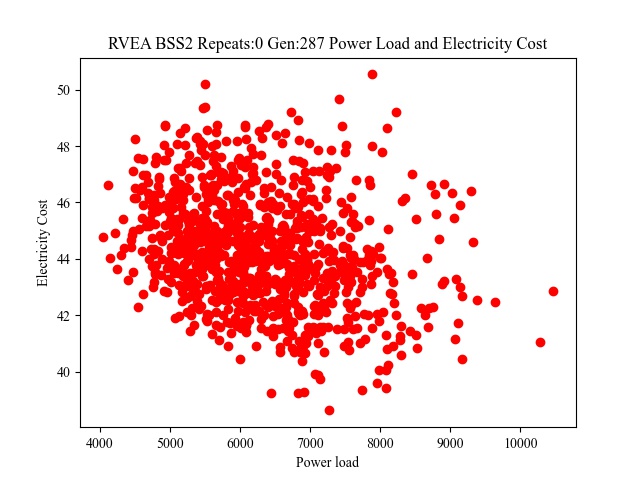 RVEA BSS2 Repeats:0 Gen:287 Power Load and Electricity Cost
50
48
46
44
42
40
Electricity Cost
4000 5000 6000 7000 8000 9000 10000
Power load